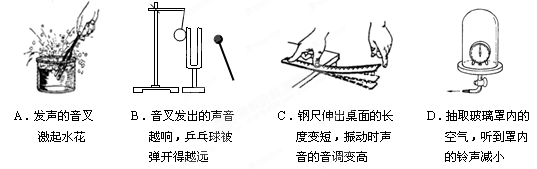 A．发声的音叉
激起水花
B．音叉发出的声音
越响，乒乓球被
弹开得越远
C．钢尺伸出桌面的长
度变短，振动时声
音的音调变高
D．抽取玻璃罩内的
空气，听到罩内
的铃声减小